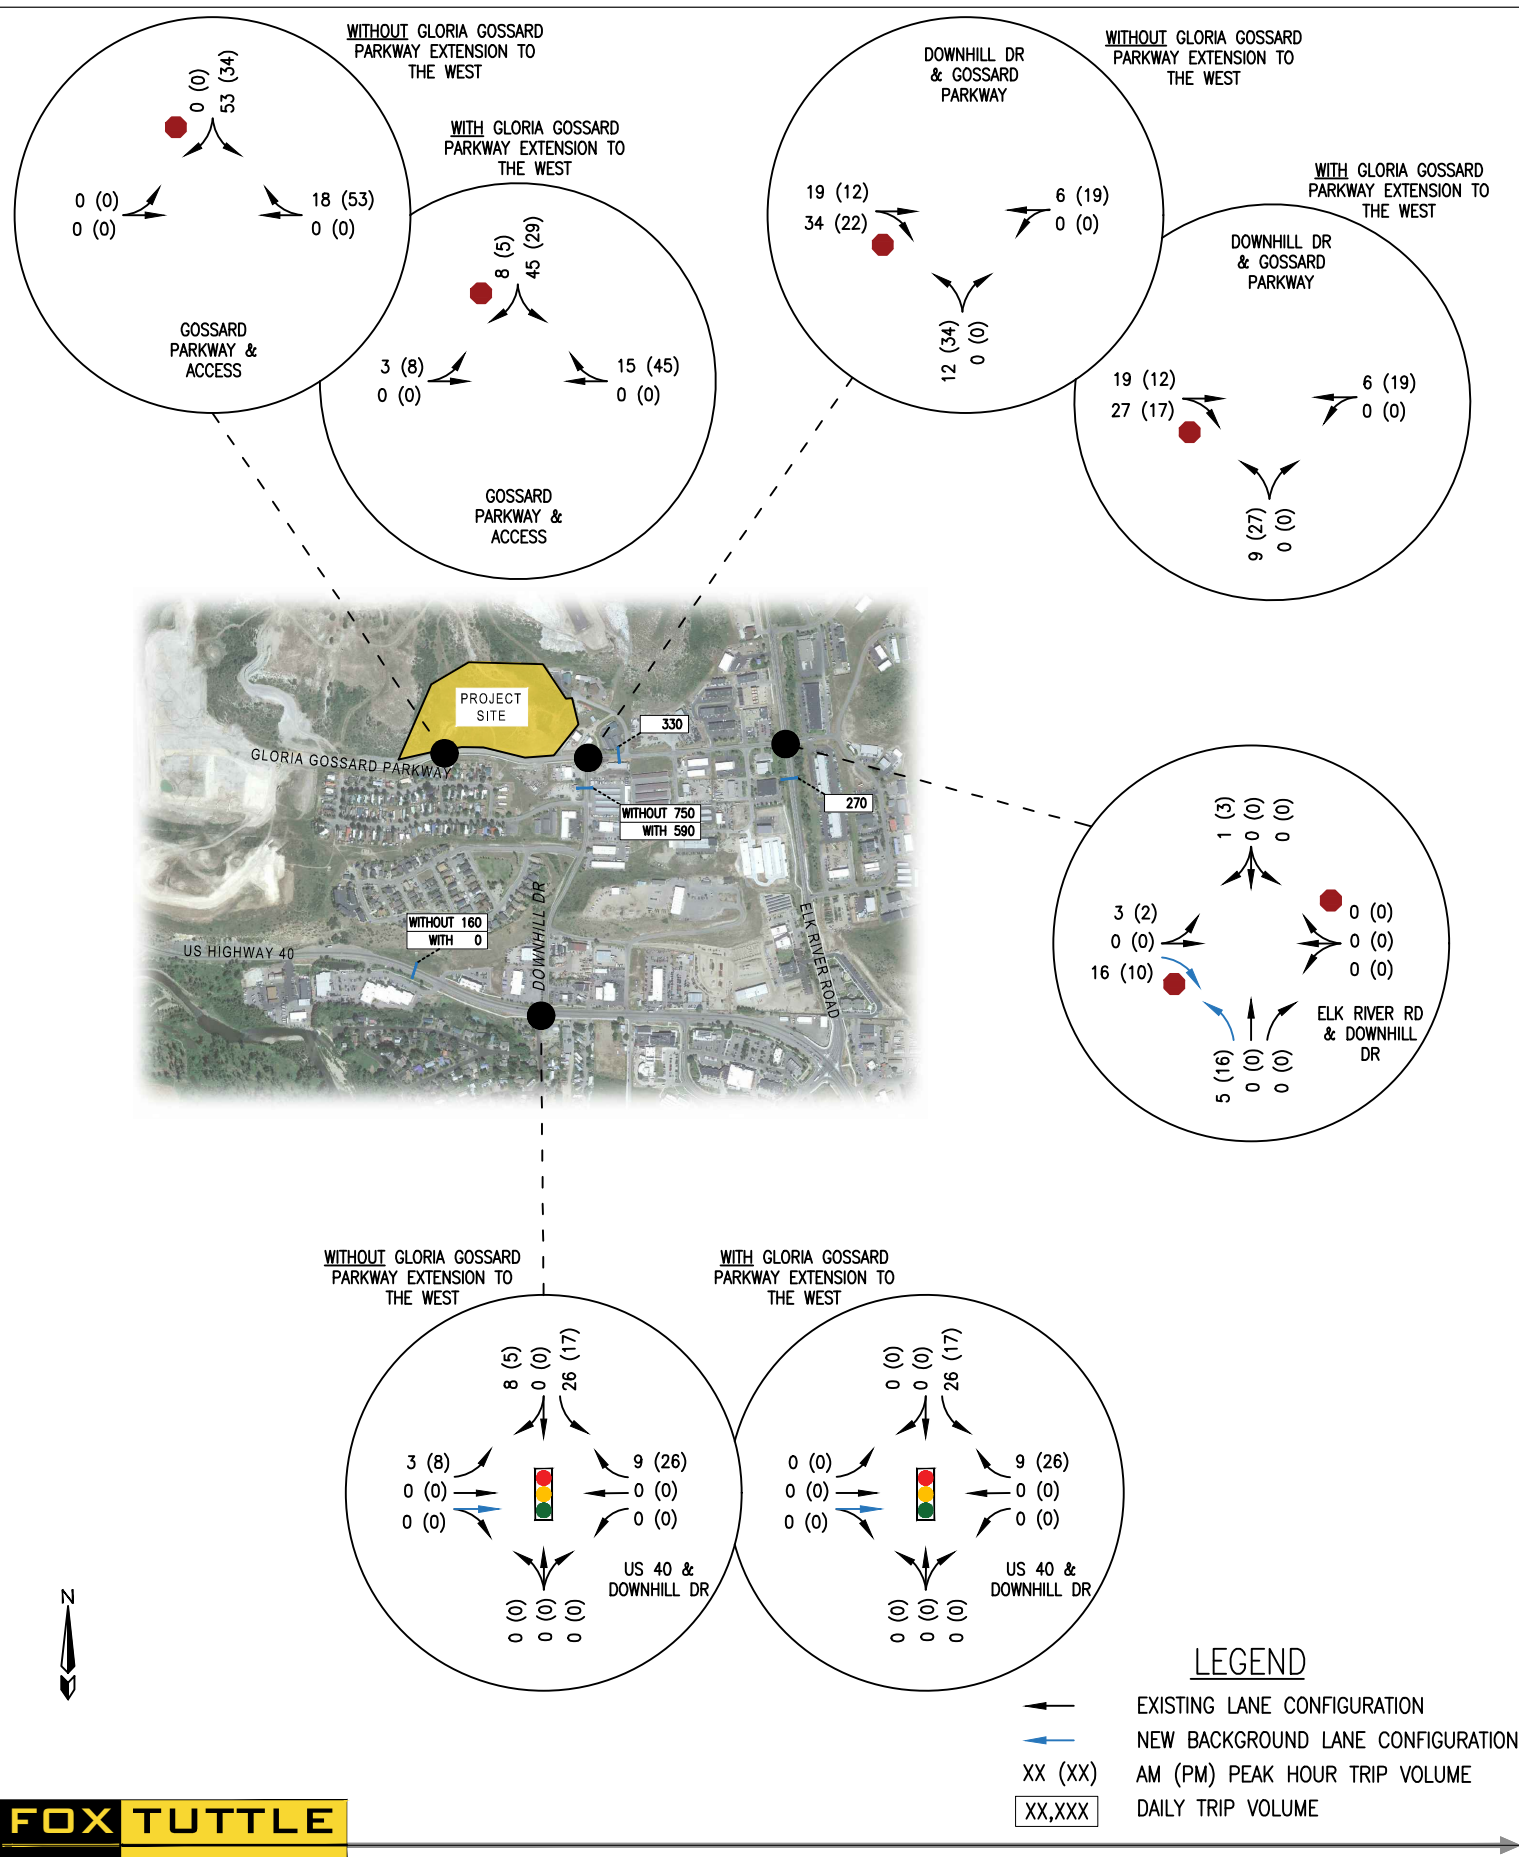 WITHOUT GLORIA GOSSARD
PARKWAY EXTENSION TO
THE WEST
0 (0)
53 (34)
0 (0)
0 (0)
18 (53)
0 (0)
GOSSARD
PARKWAY &
ACCESS
WITH GLORIA GOSSARD
PARKWAY EXTENSION TO
THE WEST
8 (5)
45 (29)
3 (8)
0 (0)
15 (45)
0 (0)
GOSSARD
PARKWAY &
ACCESS
WITHOUT GLORIA GOSSARD
PARKWAY EXTENSION TO
THE WEST
DOWNHILL DR
& GOSSARD
PARKWAY
19 (12)
34 (22)
6 (19)
0 (0)
12 (34)
0 (0)
WITH GLORIA GOSSARD
PARKWAY EXTENSION TO
THE WEST
DOWNHILL DR
& GOSSARD
PARKWAY
19 (12)
27 (17)
6 (19)
0 (0)
9 (27)
0 (0)
PROJECT
SITE
330
GLORIA GOSSARD PARKWAY
WITHOUT 750
WITH 590
270
WITHOUT 160
WITH 0
US HIGHWAY 40
DOWNHILL DR
ELK RIVER ROAD
1 (3)
0 (0)
0 (0)
3 (2)
0 (0)
16 (10)
0 (0)
0 (0)
0 (0)
ELK RIVER RD
& DOWNHILL
DR
5 (16)
0 (0)
0 (0)
WITHOUT GLORIA GOSSARD
PARKWAY EXTENSION TO
THE WEST
8 (5)
0 (0)
26 (17)
3 (8)
0 (0)
0 (0)
9 (26)
0 (0)
0 (0)
US 40 &
DOWNHILL DR
0 (0)
0 (0)
0 (0)
WITH GLORIA GOSSARD
PARKWAY EXTENSION TO
THE WEST
0 (0)
0 (0)
26 (17)
0 (0)
0 (0)
0 (0)
9 (26)
0 (0)
0 (0)
US 40 &
DOWNHILL DR
0 (0)
0 (0)
0 (0)
N
LEGEND
EXISTING LANE CONFIGURATION
NEW BACKGROUND LANE CONFIGURATION
XX (XX) AM (PM) PEAK HOUR TRIP VOLUME
XX,XXX DAILY TRIP VOLUME
FOX TUTTLE